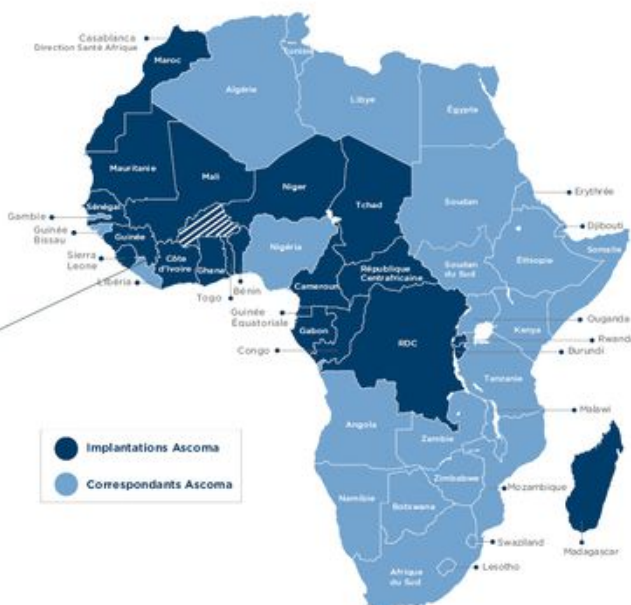 Casablanca
Direction Santé Afrique
Maroc
Tunisie
Algérie
Libye
Égypte
Mauritanie
Mali
Niger
Tchad
Soudan
Erythrée
Sénégal
Gambie
Guinée
Bissau
Guinée
Sierra
Leone
Libéria
Côte
d'Ivoire
Ghana
Togo
Bénin
Nigéria
Djibouti
Somalie
Ethiopie
Soudan
du Sud
République
Centrafricaine
Cameroun
Guinée
Équatoriale
Gabon
Congo
RDC
Ouganda
Kenya
Rwanda
Burundi
Tanzanie
Malawi
Angola
Zambie
Implantations Ascoma
Correspondants Ascoma
Zimbabwe
Mozambique
Namibie
Botswana
Madagascar
Swaziland
Lesotho
Afrique
du Sud